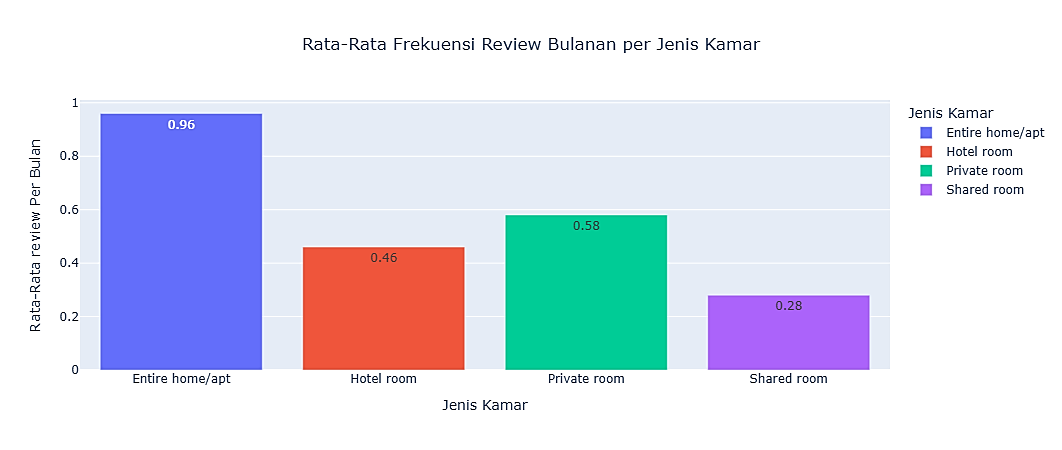 Rata-Rata Frekuensi Review Bulanan per Jenis Kamar
Rata-Rata review Per Bulan
1
0.8
0.6
0.4
0.2
0
0.96
0.46
0.58
0.28
Entire home/apt
Hotel room
Private room
Shared room
Jenis Kamar
Jenis Kamar
Entire home/apt
Hotel room
Private room
Shared room